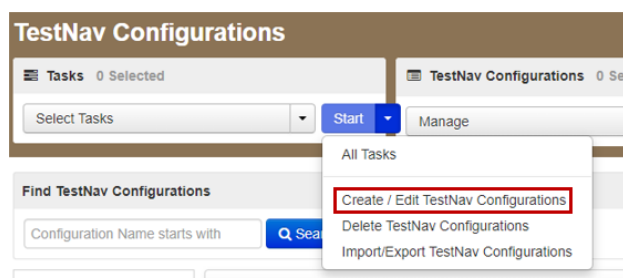 TestNav Configurations
Tasks 0 Selected
TestNav Configurations 0
Select Tasks
Start
Manage
All Tasks
Find TestNav Configurations
Create / Edit TestNav Configurations
Configuration Name starts with
Delete TestNav Configurations
Import/Export TestNav Configurations